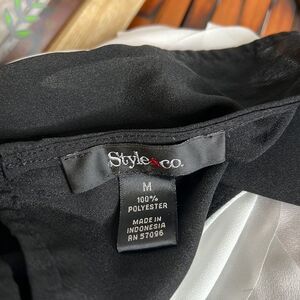 Style&co.
M
100%
POLYESTER
MADE IN
INDONESIA
RN 57096